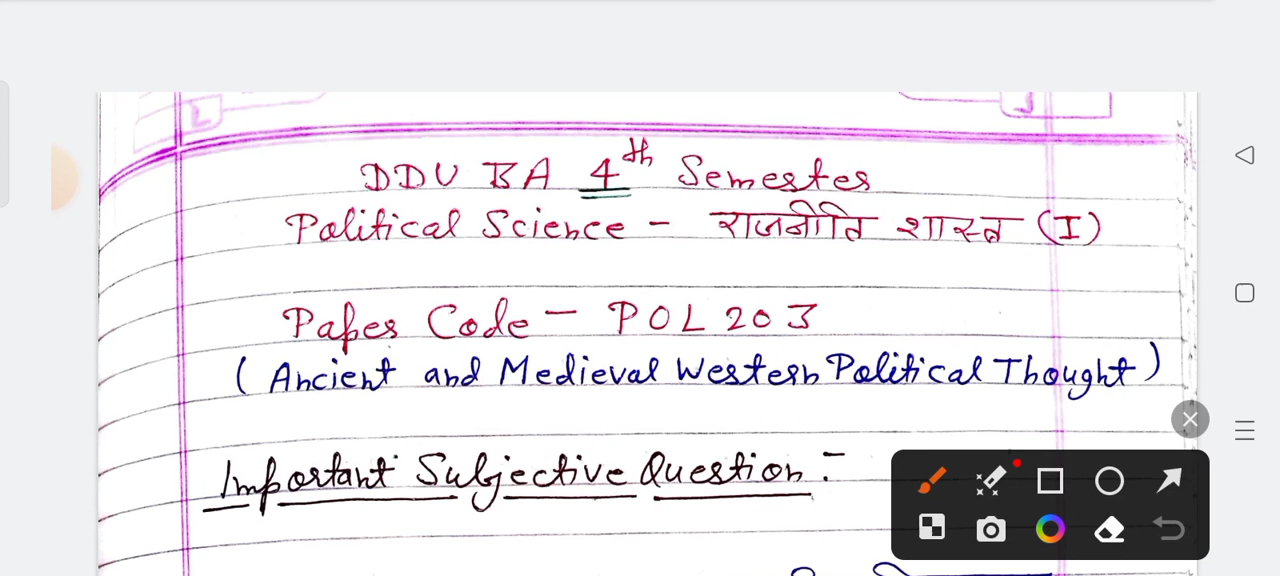 DDU BA 4th Semester
Political Science - राजनीति शास्त्र (I)
Paper Code - POL 203
(Ancient and Medieval Western Political Thought)
Important Subjective Question :-